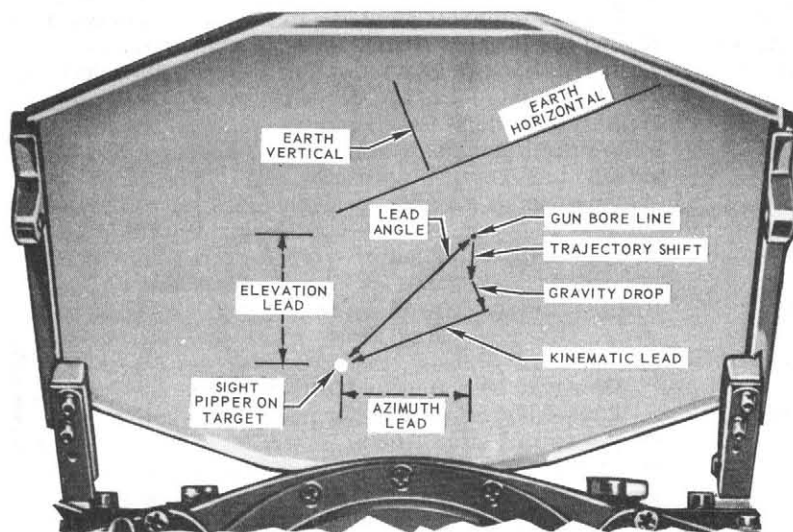 EARTH
HORIZONTAL
EARTH
VERTICAL
LEAD
ANGLE
GUN BORE LINE
TRAJECTORY SHIFT
ELEVATION
LEAD
GRAVITY DROP
KINEMATIC LEAD
SIGHT
PIPPER ON
TARGET
AZIMUTH
LEAD